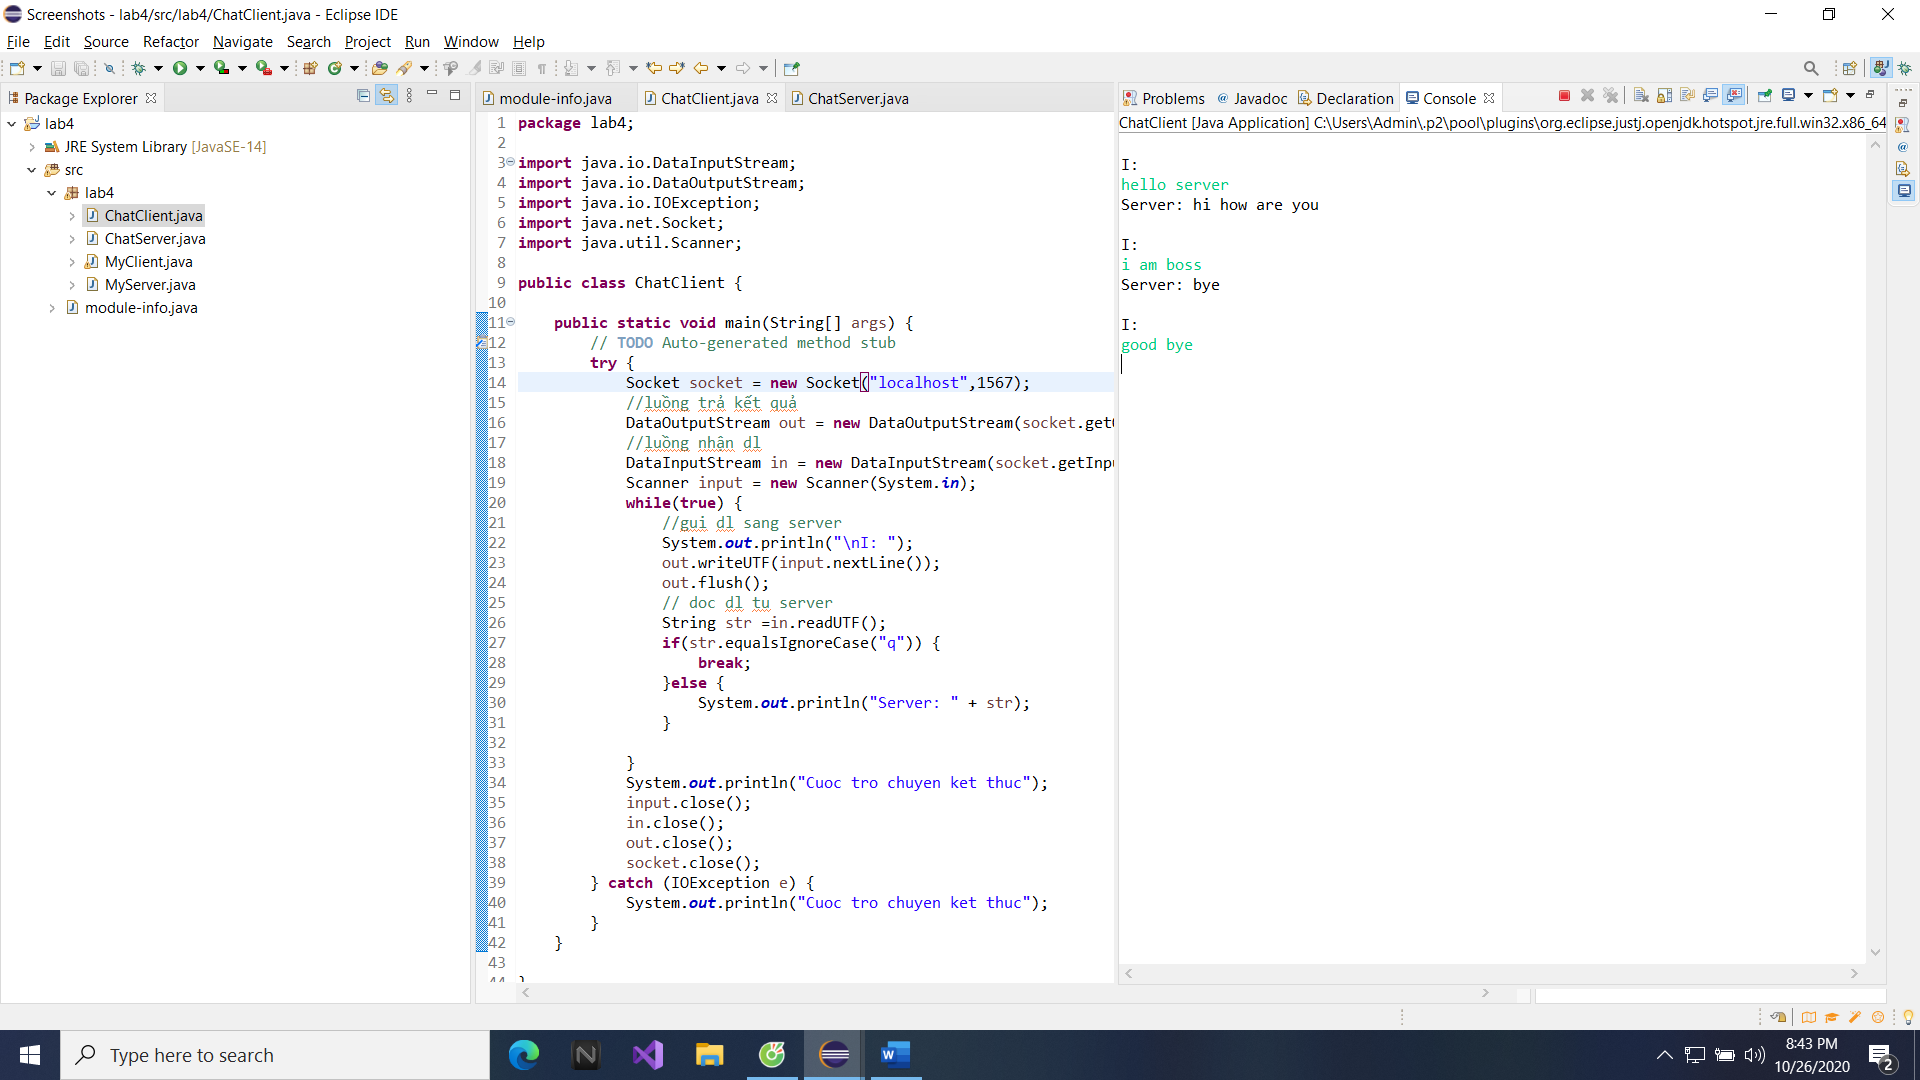 Screenshots - lab4/src/lab4/ChatClient.java - Eclipse IDE
File Edit Source Refactor Navigate Search Project Run Window Help
Package Explorer
lab4
JRE System Library [JavaSE-14]
src
lab4
ChatClient.java
ChatServer.java
MyClient.java
MyServer.java
module-info.java
module-info.java ChatClient.java ChatServer.java
1 package lab4;
2
3 import java.io.DataInputStream;
4 import java.io.DataOutputStream;
5 import java.io.IOException;
6 import java.net.Socket;
7 import java.util.Scanner;
8
9 public class ChatClient {
10
11 public static void main(String[] args) {
12 // TODO Auto-generated method stub
13 try {
14 Socket socket = new Socket("localhost",1567);
15 //luồng trả kết quả
16 DataOutputStream out = new DataOutputStream(socket.get
17 //luồng nhân dl
18 DataInputStream in = new DataInputStream(socket.getInpu
19 Scanner input = new Scanner(System.in);
20 while(true) {
21 //gui dl sang server
22 System.out.println("\nI: ");
23 out.writeUTF(input.nextLine());
24 out.flush();
25 // doc dl tu server
26 String str =in.readUTF();
27 if(str.equalsIgnoreCase("q")) {
28 break;
29 }else {
30 System.out.println("Server: " + str);
31 }
32
33 }
34 System.out.println("Cuoc tro chuyen ket thuc");
35 input.close();
36 in.close();
37 out.close();
38 socket.close();
39 } catch (IOException e) {
40 System.out.println("Cuoc tro chuyen ket thuc");
41 }
42 }
43
44 }
Problems Javadoc Declaration Console
ChatClient [Java Application] C:\Users\Admin\.p2\pool\plugins\org.eclipse.justj.openjdk.hotspot.jre.full.win32.x86_64
I:
hello server
Server: hi how are you
I:
i am boss
Server: bye
I:
good bye
Type here to search
8:43 PM
10/26/2020
2